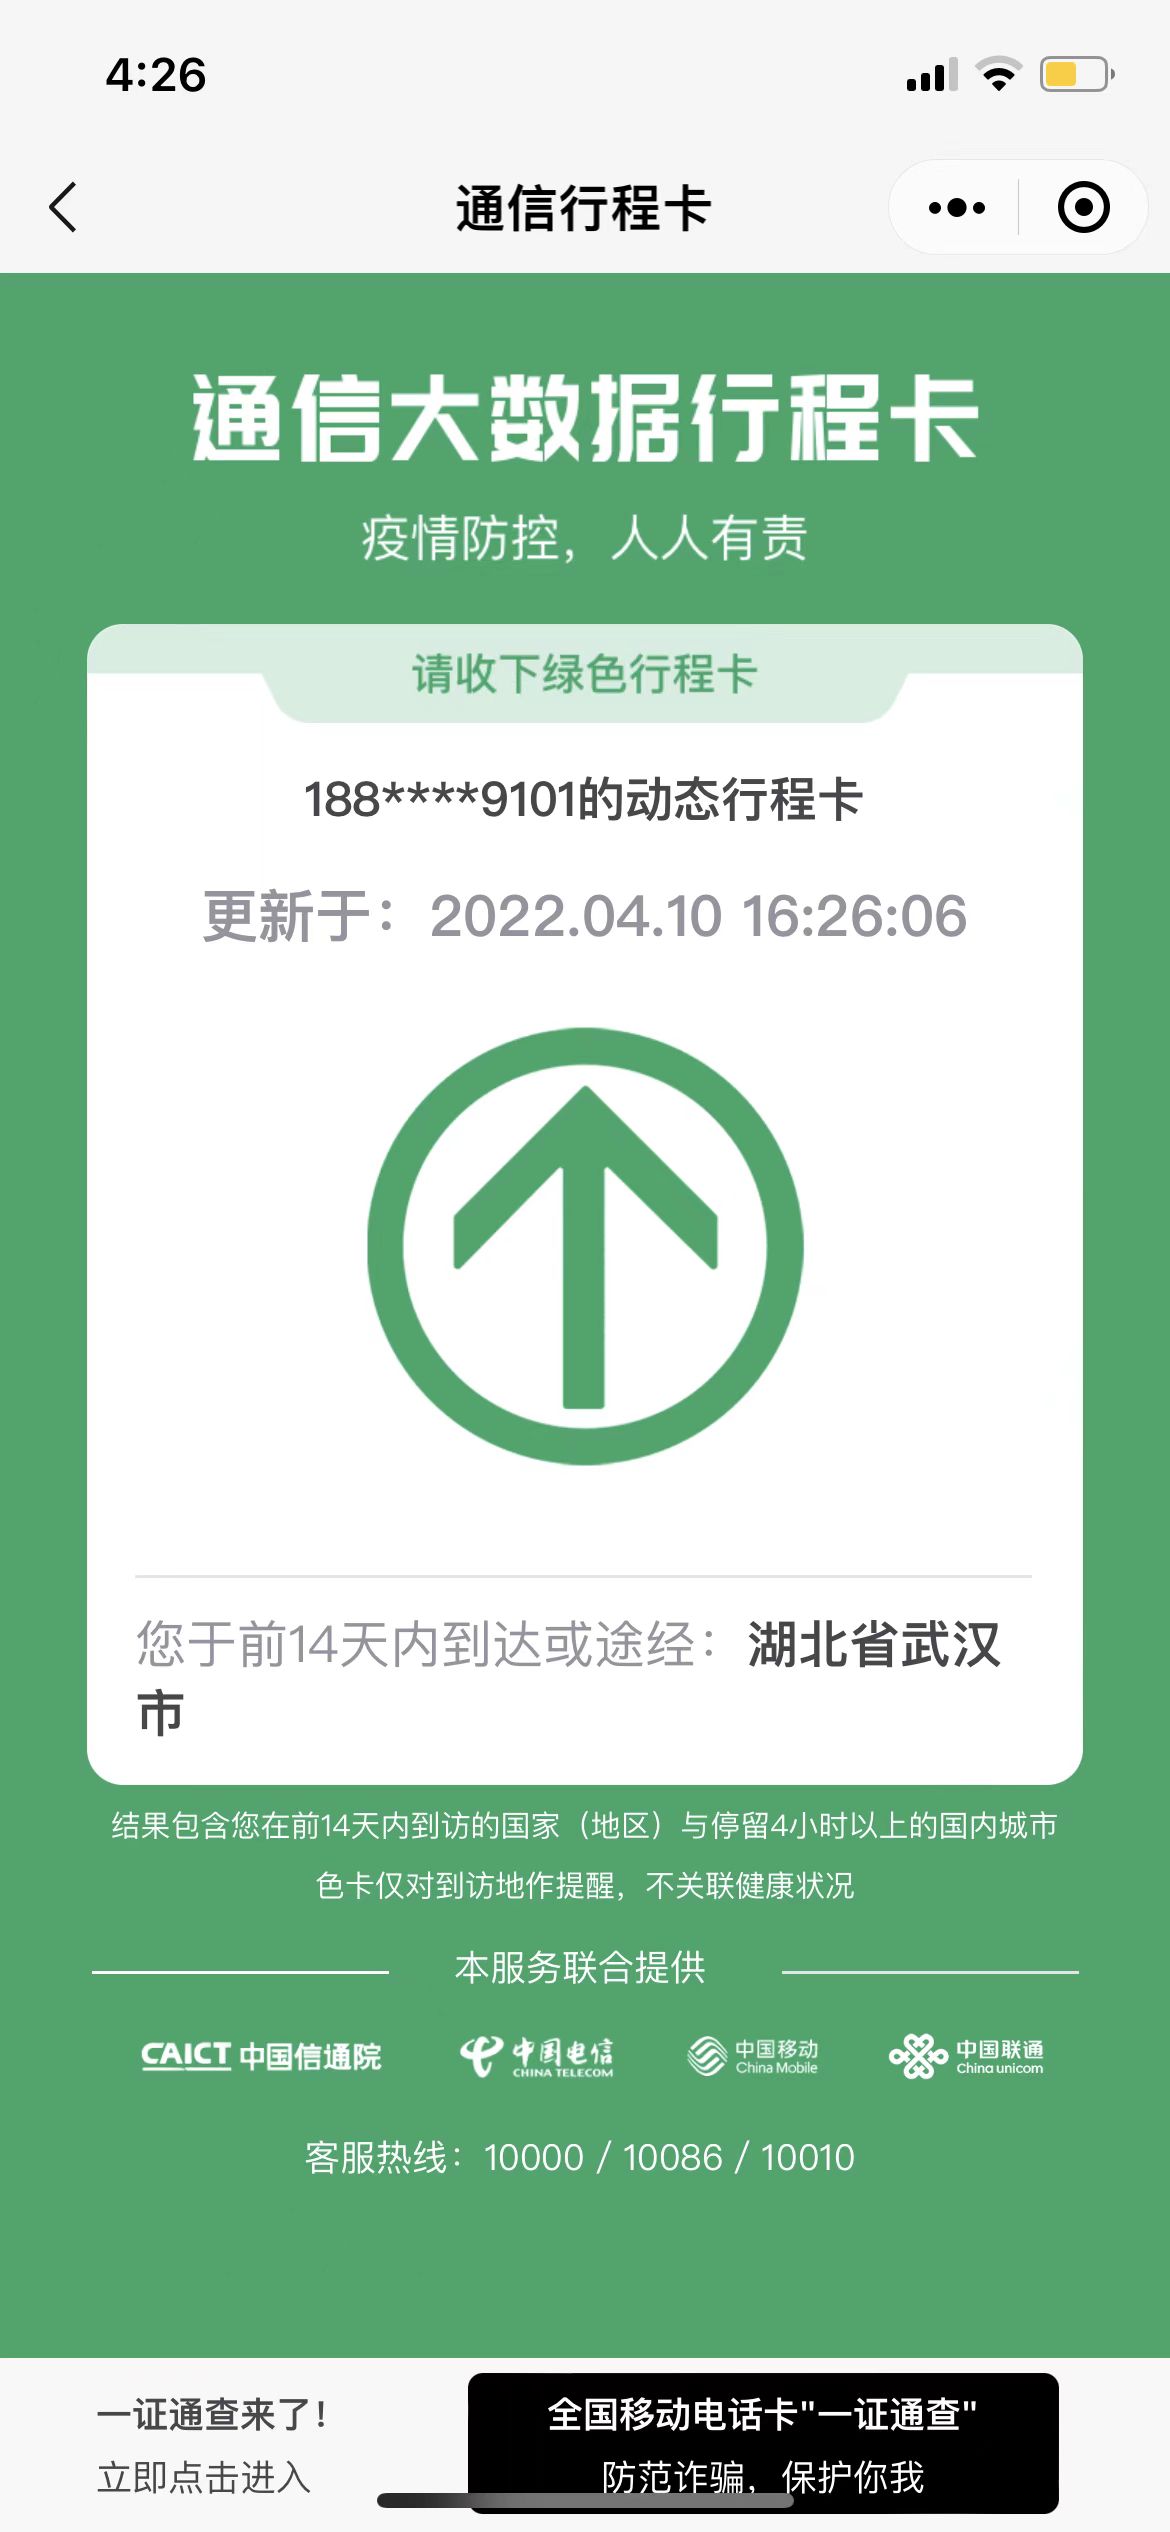 4:26
通信行程卡
通信大数据行程卡
疫情防控，人人有责
请收下绿色行程卡
188****9101的动态行程卡
更新于：2022.04.10 16:26:06
您于前14天内到达或途经：湖北省武汉
市
结果包含您在前14天内到访的国家（地区）与停留4小时以上的国内城市
色卡仅对到访地作提醒，不关联健康状况
本服务联合提供
CAICT 中国信通院 中国电信 CHINA TELECOM 中国移动 China Mobile 中国联通 China unicom
客服热线：10000 / 10086 / 10010
一证通查来了！
立即点击进入
全国移动电话卡"一证通查"
防范诈骗，保护你我